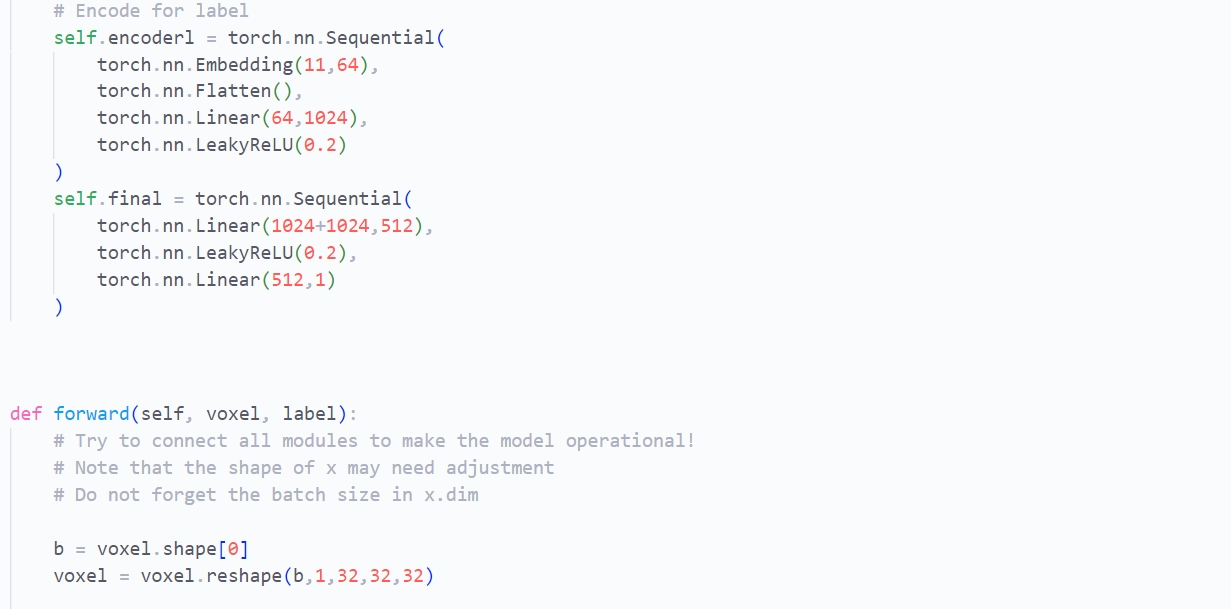 # Encode for label
self.encoderl = torch.nn.Sequential(
torch.nn.Embedding(11,64),
torch.nn.Flatten(),
torch.nn.Linear(64,1024),
torch.nn.LeakyReLU(0.2)
)
self.final = torch.nn.Sequential(
torch.nn.Linear(1024+1024,512),
torch.nn.LeakyReLU(0.2),
torch.nn.Linear(512,1)
)
def forward(self, voxel, label):
# Try to connect all modules to make the model operational!
# Note that the shape of x may need adjustment
# Do not forget the batch size in x.dim
b = voxel.shape[0]
voxel = voxel.reshape(b,1,32,32,32)